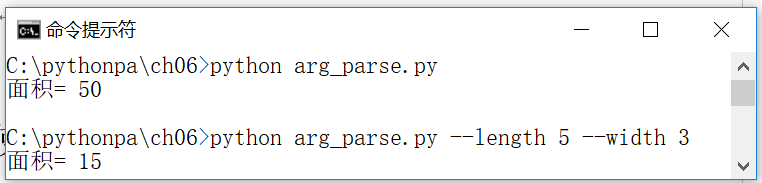 命令提示符
C:\pythonpa\ch06>python arg_parse.py
面积= 50
C:\pythonpa\ch06>python arg_parse.py --length 5 --width 3
面积= 15